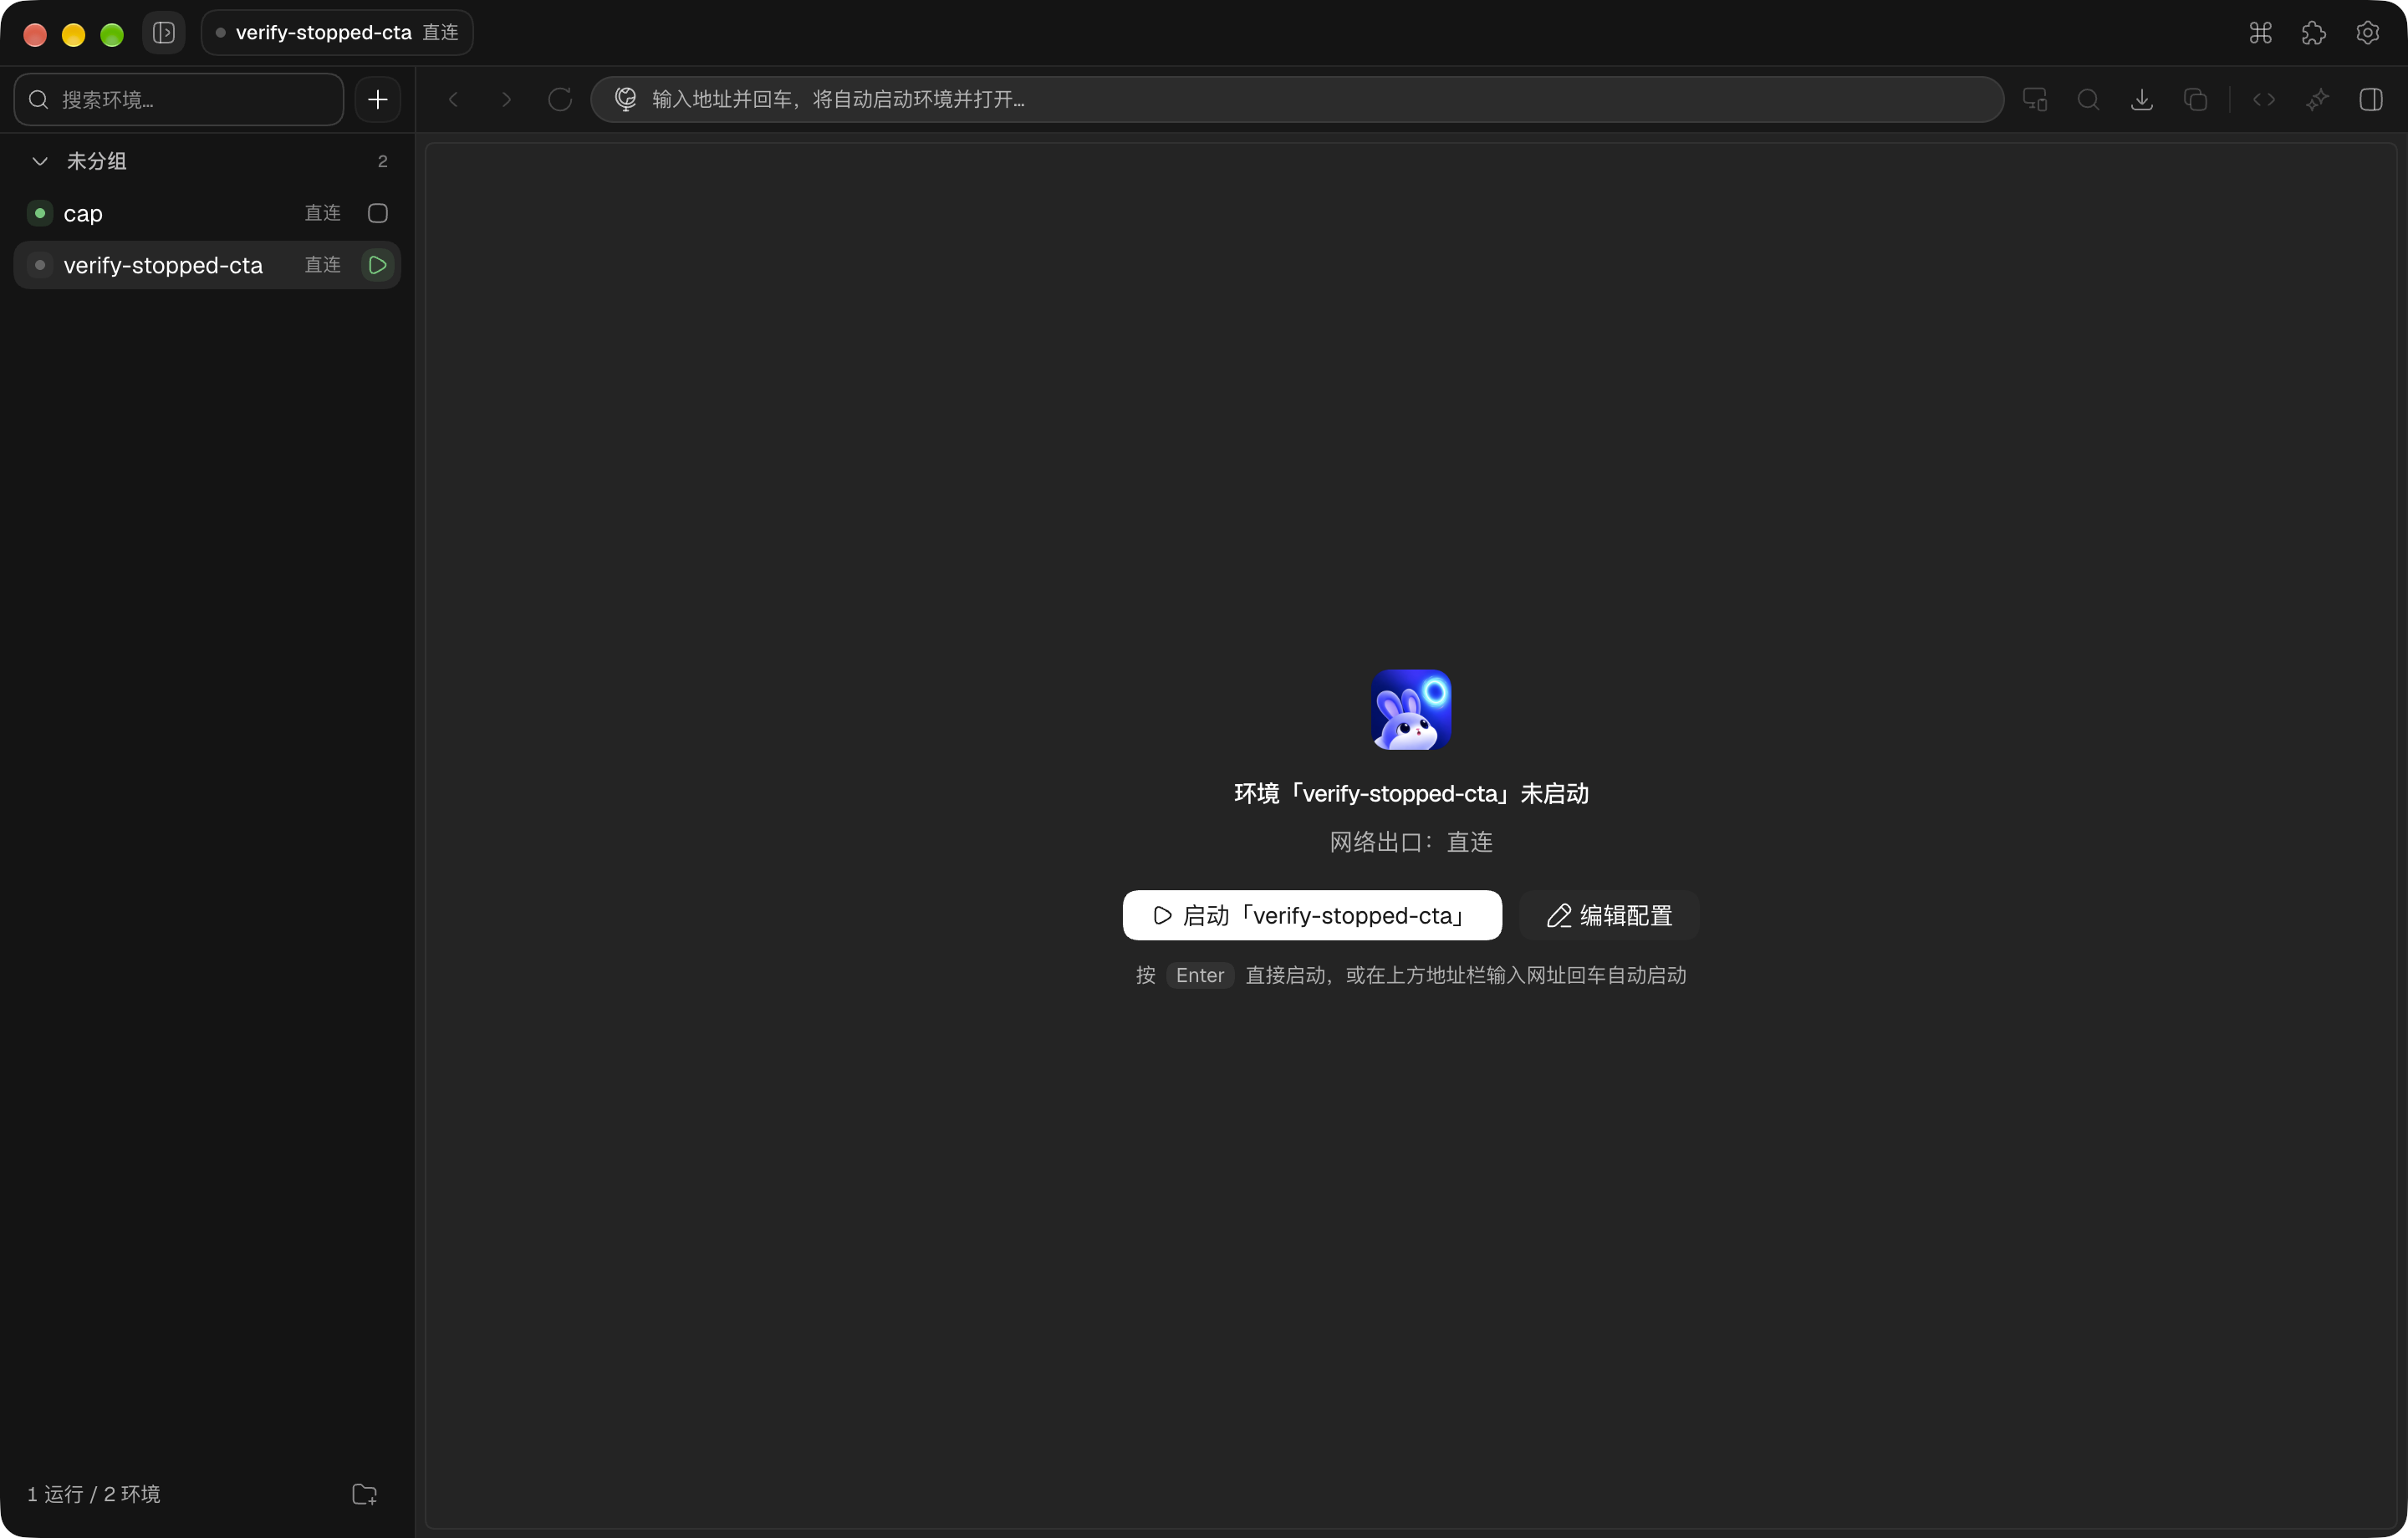 verify-stopped-cta 直连
搜索环境...
输入地址并回车，将自动启动环境并打开...
未分组 2
cap 直连
verify-stopped-cta 直连
环境「verify-stopped-cta」未启动
网络出口：直连
启动「verify-stopped-cta」 编辑配置
按 Enter 直接启动，或在上方地址栏输入网址回车自动启动
1 运行 / 2 环境